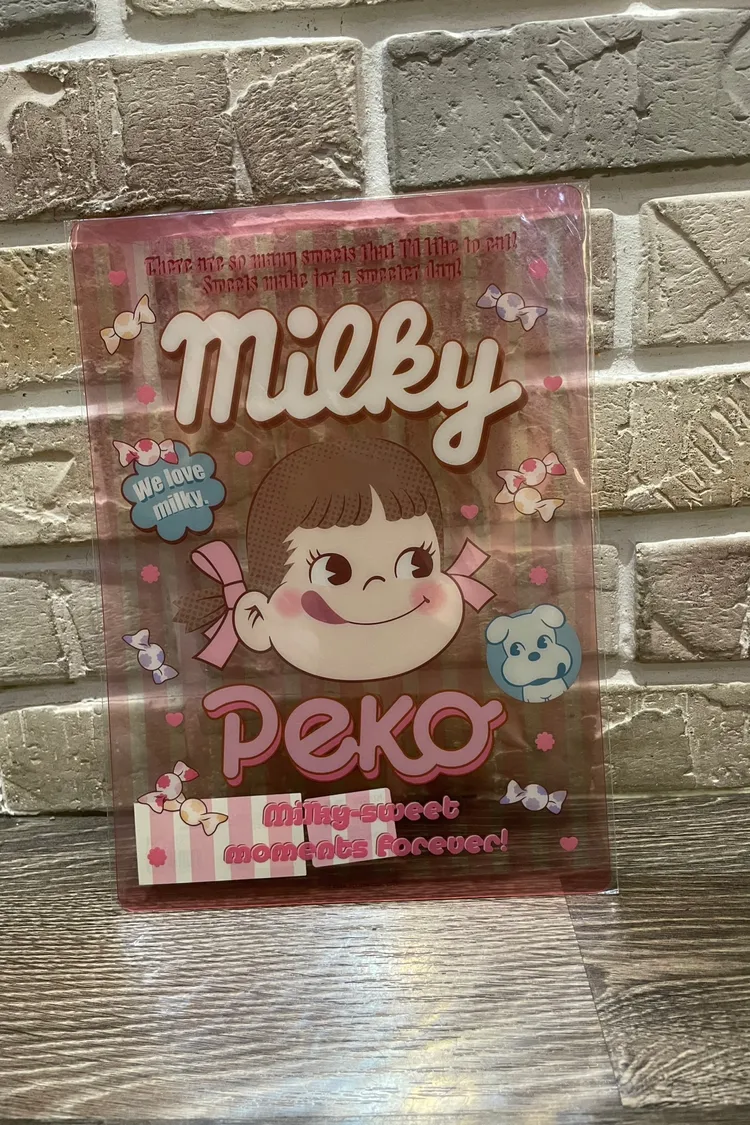 There are so many sweets that I'd like to eat!
Sweets make for a sweeter day!
Milky
We love
milky.
Peko
Milky-sweet
moments forever!